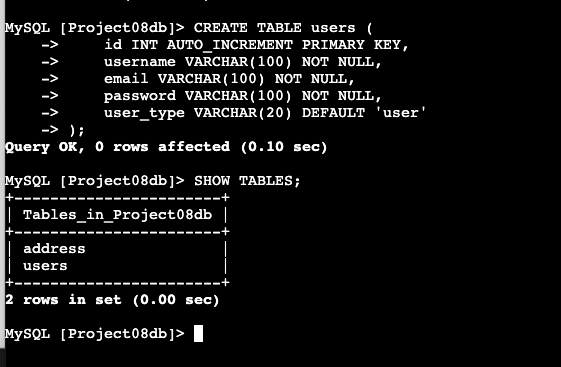 MySQL [Project08db]> CREATE TABLE users (
    ->     id INT AUTO_INCREMENT PRIMARY KEY,
    ->     username VARCHAR(100) NOT NULL,
    ->     email VARCHAR(100) NOT NULL,
    ->     password VARCHAR(100) NOT NULL,
    ->     user_type VARCHAR(20) DEFAULT 'user'
    -> );
Query OK, 0 rows affected (0.10 sec)
MySQL [Project08db]> SHOW TABLES;
+-----------------------+
| Tables_in_Project08db |
+-----------------------+
| address               |
| users                 |
+-----------------------+
2 rows in set (0.00 sec)
MySQL [Project08db]>